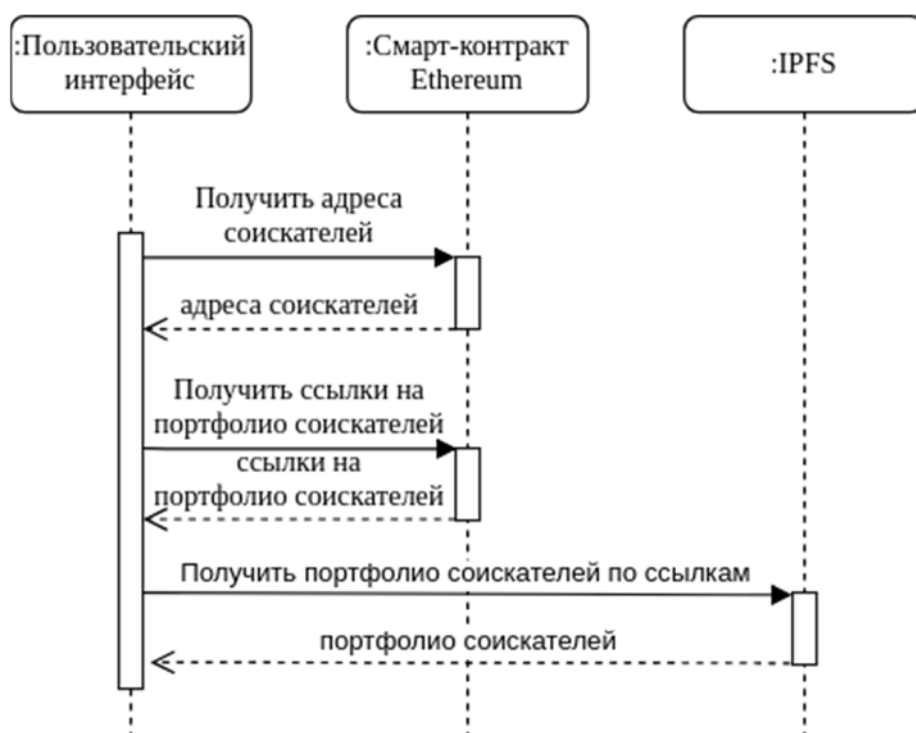 :Пользовательский
интерфейс
:Смарт-контракт
Ethereum
:IPFS
Получить адреса
соискателей
адреса соискателей
Получить ссылки на
портфолио соискателей
ссылки на
портфолио соискателей
Получить портфолио соискателей по ссылкам
портфолио соискателей